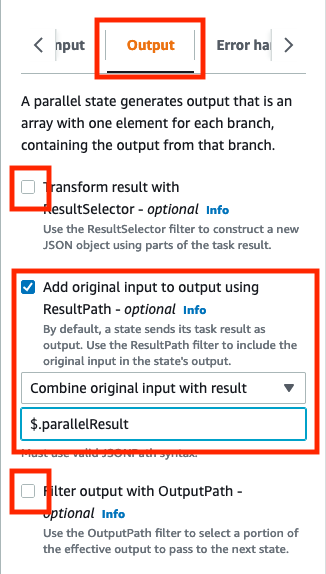 nput
Output
Error ha
A parallel state generates output that is an
array with one element for each branch,
containing the output from that branch.
Transform result with
ResultSelector - optional Info
Use the ResultSelector filter to construct a new
JSON object using parts of the task result.
Add original input to output using
ResultPath - optional Info
By default, a state sends its task result as
output. Use the ResultPath filter to include the
original input in the state's output.
Combine original input with result
$.parallelResult
Must use valid JSONPath syntax.
Filter output with OutputPath -
optional Info
Use the OutputPath filter to select a portion of
the effective output to pass to the next state.